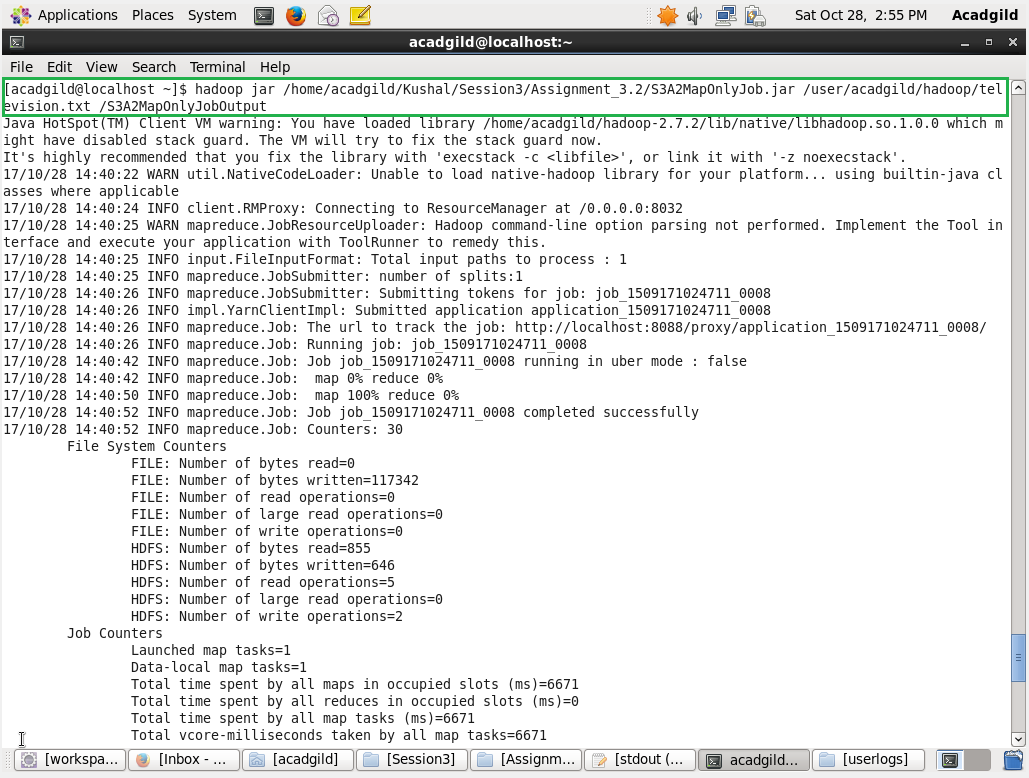 Applications Places System Sat Oct 28, 2:55 PM Acadgild
acadgild@localhost:~
File Edit View Search Terminal Help
[acadgild@localhost ~]$ hadoop jar /home/acadgild/Kushal/Session3/Assignment_3.2/S3A2MapOnlyJob.jar /user/acadgild/hadoop/tel
evision.txt /S3A2MapOnlyJobOutput
Java HotSpot(TM) Client VM warning: You have loaded library /home/acadgild/hadoop-2.7.2/lib/native/libhadoop.so.1.0.0 which m
ight have disabled stack guard. The VM will try to fix the stack guard now.
It's highly recommended that you fix the library with 'execstack -c <libfile>', or link it with '-z noexecstack'.
17/10/28 14:40:22 WARN util.NativeCodeLoader: Unable to load native-hadoop library for your platform... using builtin-java cl
asses where applicable
17/10/28 14:40:24 INFO client.RMProxy: Connecting to ResourceManager at /0.0.0.0:8032
17/10/28 14:40:25 WARN mapreduce.JobResourceUploader: Hadoop command-line option parsing not performed. Implement the Tool in
terface and execute your application with ToolRunner to remedy this.
17/10/28 14:40:25 INFO input.FileInputFormat: Total input paths to process : 1
17/10/28 14:40:25 INFO mapreduce.JobSubmitter: number of splits:1
17/10/28 14:40:26 INFO mapreduce.JobSubmitter: Submitting tokens for job: job_1509171024711_0008
17/10/28 14:40:26 INFO impl.YarnClientImpl: Submitted application application_1509171024711_0008
17/10/28 14:40:26 INFO mapreduce.Job: The url to track the job: http://localhost:8088/proxy/application_1509171024711_0008/
17/10/28 14:40:26 INFO mapreduce.Job: Running job: job_1509171024711_0008
17/10/28 14:40:42 INFO mapreduce.Job: Job job_1509171024711_0008 running in uber mode : false
17/10/28 14:40:42 INFO mapreduce.Job:  map 0% reduce 0%
17/10/28 14:40:50 INFO mapreduce.Job:  map 100% reduce 0%
17/10/28 14:40:52 INFO mapreduce.Job: Job job_1509171024711_0008 completed successfully
17/10/28 14:40:52 INFO mapreduce.Job: Counters: 30
File System Counters
FILE: Number of bytes read=0
FILE: Number of bytes written=117342
FILE: Number of read operations=0
FILE: Number of large read operations=0
FILE: Number of write operations=0
HDFS: Number of bytes read=855
HDFS: Number of bytes written=646
HDFS: Number of read operations=5
HDFS: Number of large read operations=0
HDFS: Number of write operations=2
Job Counters
Launched map tasks=1
Data-local map tasks=1
Total time spent by all maps in occupied slots (ms)=6671
Total time spent by all reduces in occupied slots (ms)=0
Total time spent by all map tasks (ms)=6671
Total vcore-milliseconds taken by all map tasks=6671
[workspa... [Inbox - ... [acadgild] [Session3] [Assignm... [stdout (... acadgild... [userlogs]